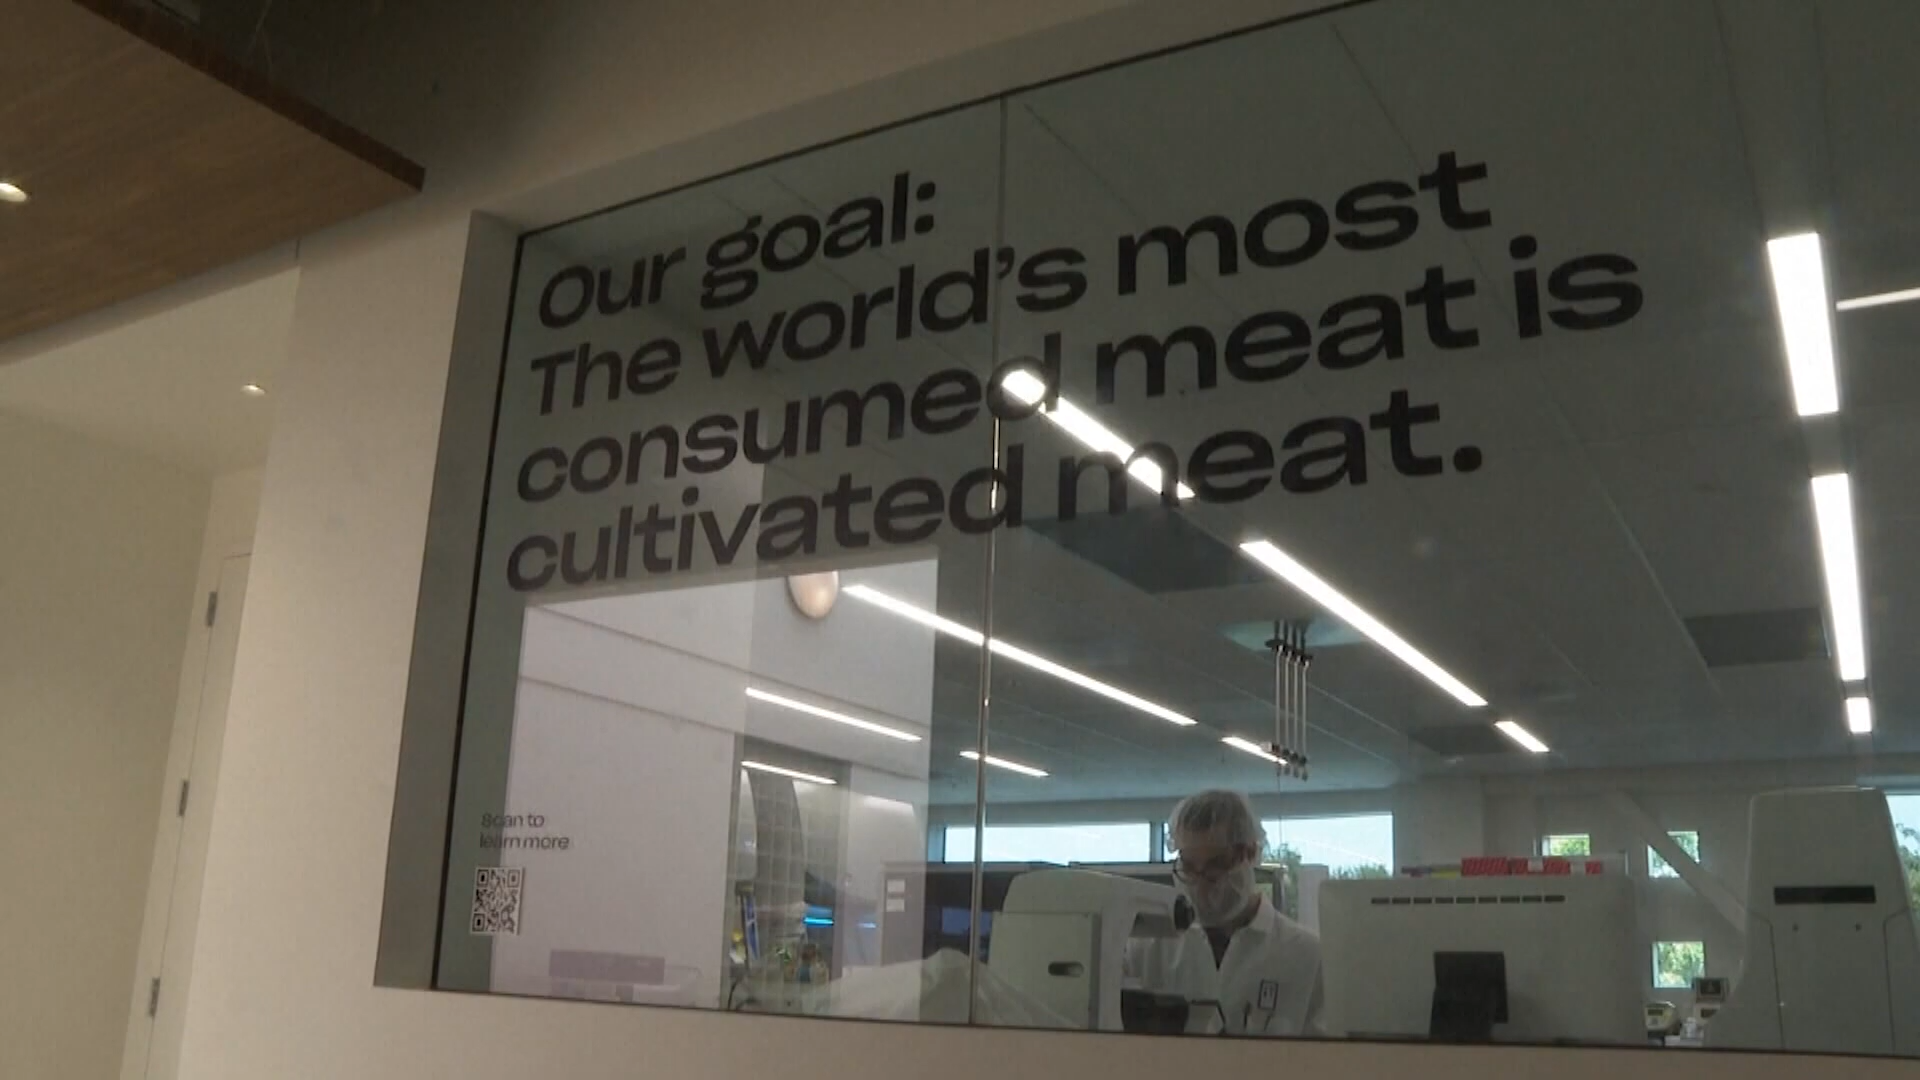 Our goal:
The world's most
consumed meat is
cultivated meat.
Scan to
learn more